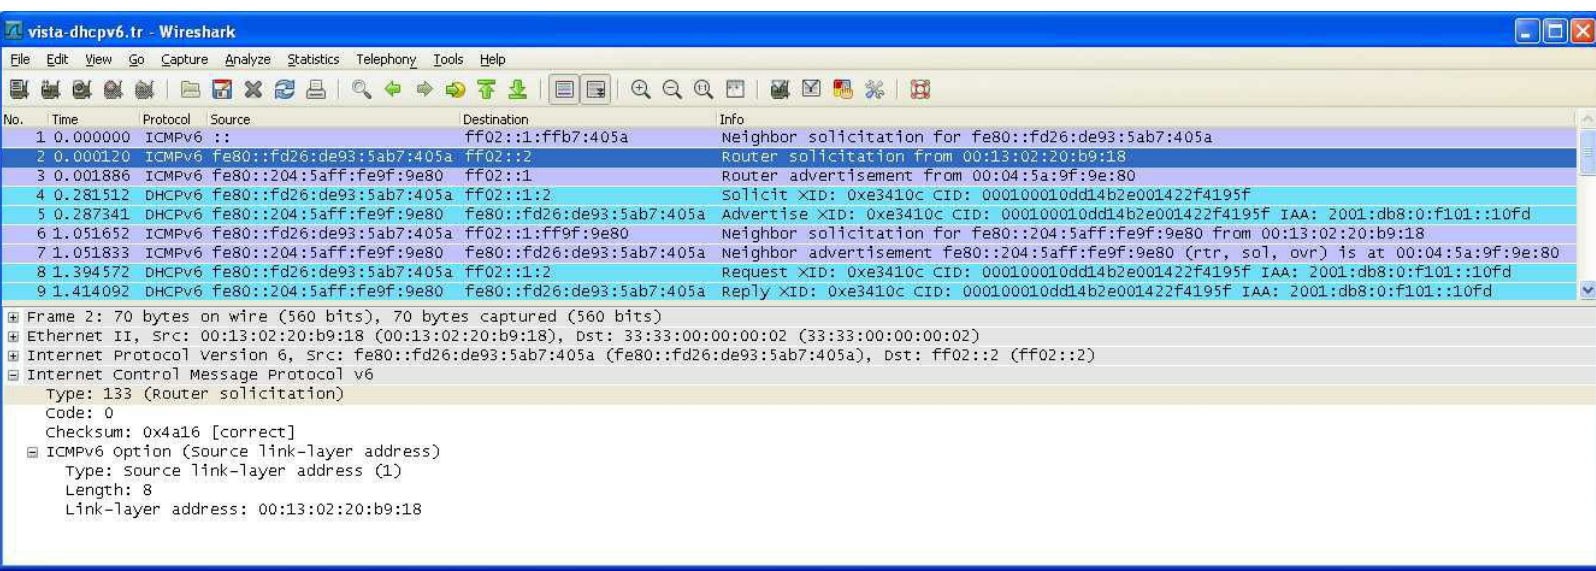 vista-dhcpv6.tr - Wireshark
File Edit View Go Capture Analyze Statistics Telephony Tools Help
No. Time Protocol Source Destination Info
1 0.000000 ICMPv6 :: ff02::1:ffb7:405a Neighbor solicitation for fe80::fd26:de93:5ab7:405a
2 0.000120 ICMPv6 fe80::fd26:de93:5ab7:405a ff02::2 Router solicitation from 00:13:02:20:b9:18
3 0.001886 ICMPv6 fe80::204:5aff:fe9f:9e80 ff02::1 Router advertisement from 00:04:5a:9f:9e:80
4 0.281512 DHCPv6 fe80::fd26:de93:5ab7:405a ff02::1:2 Solicit XID: 0xe3410c CID: 000100010dd14b2e001422f4195f
5 0.287341 DHCPv6 fe80::204:5aff:fe9f:9e80 fe80::fd26:de93:5ab7:405a Advertise XID: 0xe3410c CID: 000100010dd14b2e001422f4195f IAA: 2001:db8:0:f101::10fd
6 1.051652 ICMPv6 fe80::fd26:de93:5ab7:405a ff02::1:ff9f:9e80 Neighbor solicitation for fe80::204:5aff:fe9f:9e80 from 00:13:02:20:b9:18
7 1.051833 ICMPv6 fe80::204:5aff:fe9f:9e80 fe80::fd26:de93:5ab7:405a Neighbor advertisement fe80::204:5aff:fe9f:9e80 (rtr, sol, ovr) is at 00:04:5a:9f:9e:80
8 1.394572 DHCPv6 fe80::fd26:de93:5ab7:405a ff02::1:2 Request XID: 0xe3410c CID: 000100010dd14b2e001422f4195f IAA: 2001:db8:0:f101::10fd
9 1.414092 DHCPv6 fe80::204:5aff:fe9f:9e80 fe80::fd26:de93:5ab7:405a Reply XID: 0xe3410c CID: 000100010dd14b2e001422f4195f IAA: 2001:db8:0:f101::10fd
Frame 2: 70 bytes on wire (560 bits), 70 bytes captured (560 bits)
Ethernet II, Src: 00:13:02:20:b9:18 (00:13:02:20:b9:18), Dst: 33:33:00:00:00:02 (33:33:00:00:00:02)
Internet Protocol Version 6, Src: fe80::fd26:de93:5ab7:405a (fe80::fd26:de93:5ab7:405a), Dst: ff02::2 (ff02::2)
Internet Control Message Protocol v6
Type: 133 (Router solicitation)
Code: 0
Checksum: 0x4a16 [correct]
ICMPv6 Option (Source link-layer address)
Type: Source link-layer address (1)
Length: 8
Link-layer address: 00:13:02:20:b9:18